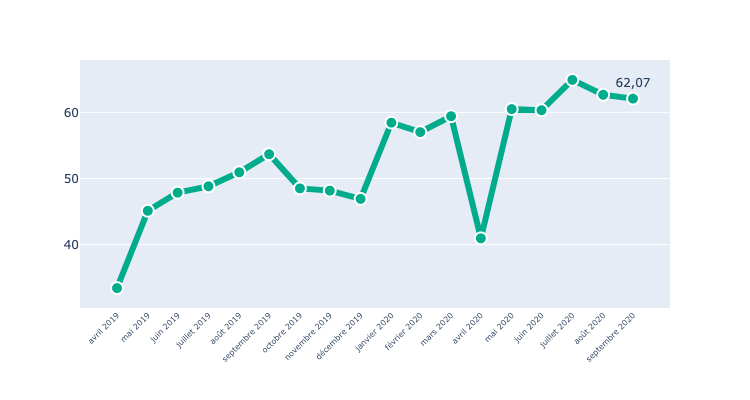 62,07
60
50
40
avril 2019
mai 2019
juin 2019
juillet 2019
août 2019
septembre 2019
octobre 2019
novembre 2019
décembre 2019
janvier 2020
février 2020
mars 2020
avril 2020
mai 2020
juin 2020
juillet 2020
août 2020
septembre 2020